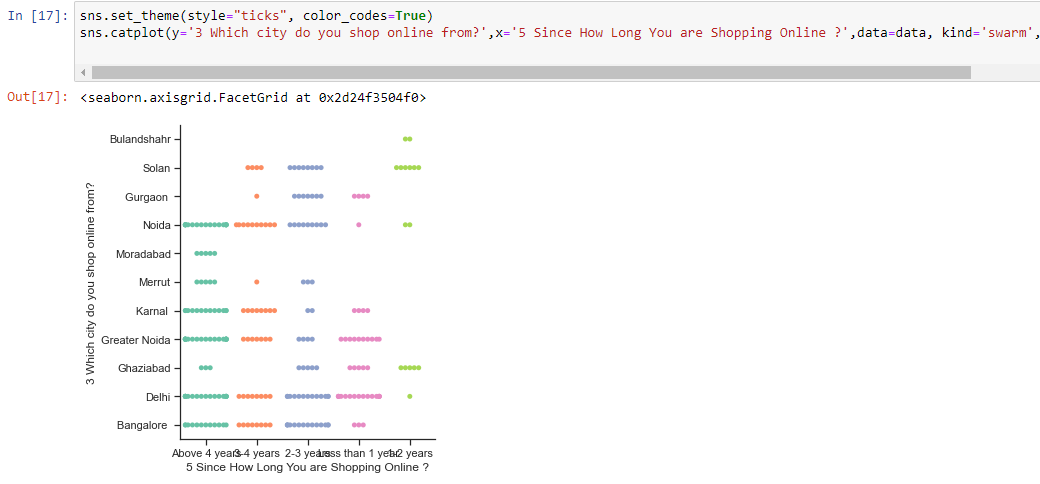 In [17]: sns.set_theme(style="ticks", color_codes=True)
sns.catplot(y='3 Which city do you shop online from?',x='5 Since How Long You are Shopping Online ?',data=data, kind='swarm',
Out[17]: <seaborn.axisgrid.FacetGrid at 0x2d24f3504f0>
3 Which city do you shop online from?
Bulandshahr
Solan
Gurgaon
Noida
Moradabad
Merrut
Karnal
Greater Noida
Ghaziabad
Delhi
Bangalore
Above 4 years 3-4 years 2-3 years Less than 1 year 1-2 years
5 Since How Long You are Shopping Online ?